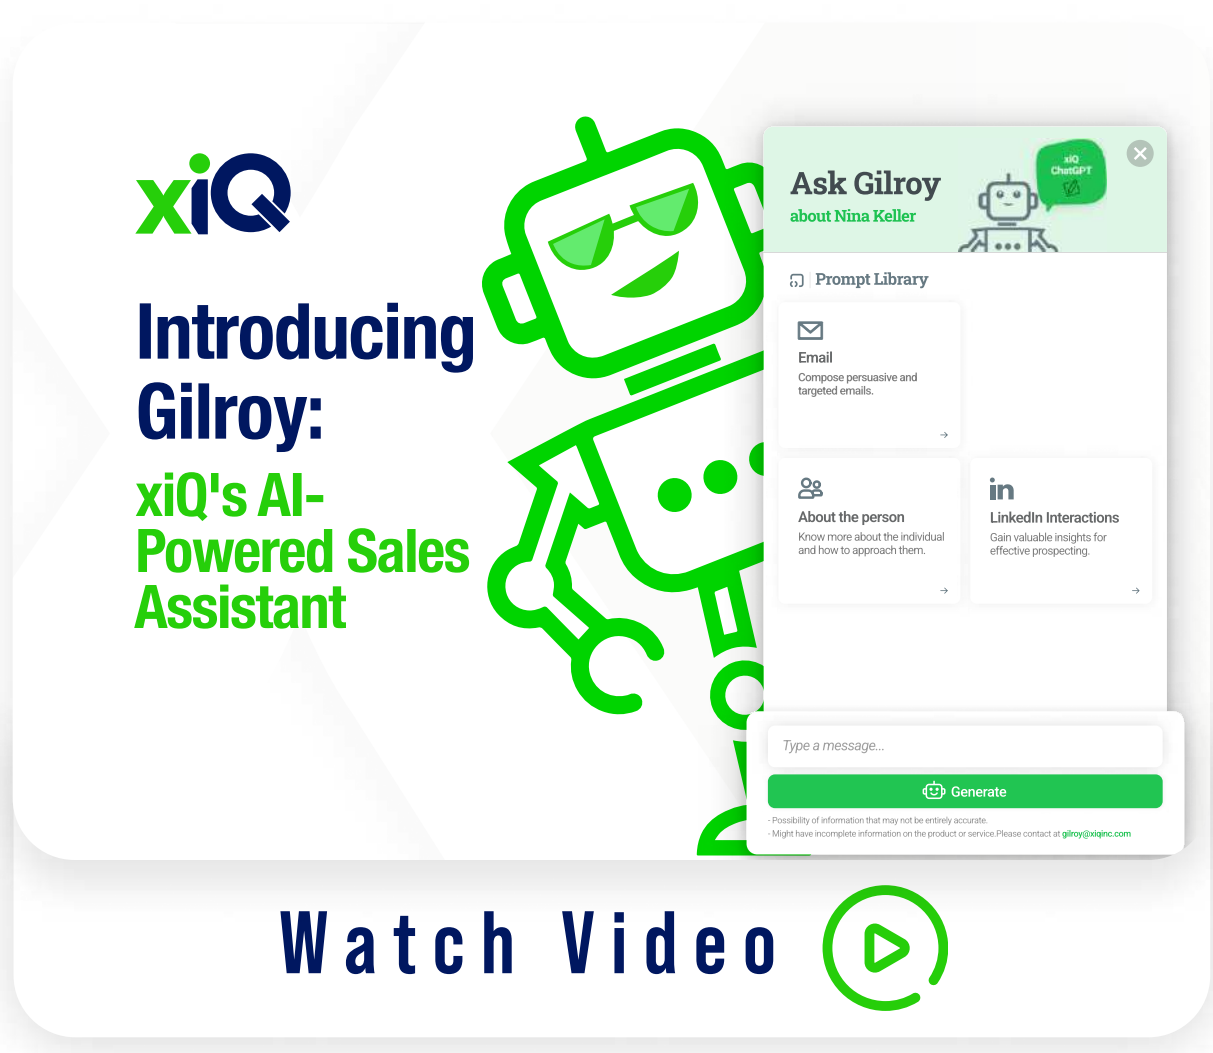 xiQ
Introducing
Gilroy:
xiQ's AI-
Powered Sales
Assistant
Ask Gilroy
about Nina Keller
xiQ
ChatGPT
Prompt Library
Email
Compose persuasive and
targeted emails.
About the person
Know more about the individual
and how to approach them.
in
LinkedIn Interactions
Gain valuable insights for
effective prospecting.
Type a message...
Generate
- Possibility of information that may not be entirely accurate.
- Might have incomplete information on the product or service.Please contact at gilroy@xiqinc.com
Watch Video